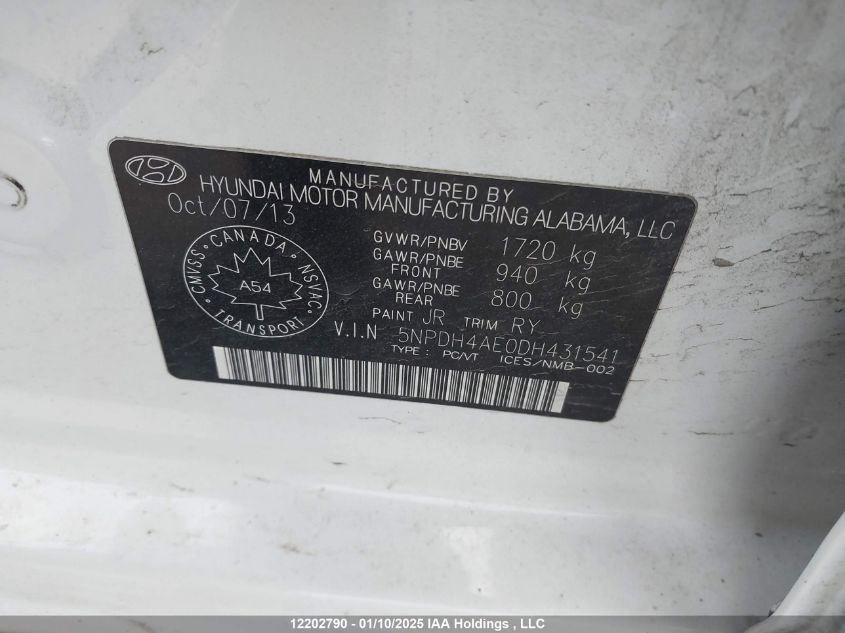 MANUFACTURED BY
HYUNDAI MOTOR MANUFACTURING ALABAMA, LLC
Oct/07/13
GVWR/PNBV 1720 kg
GAWR/PNBE FRONT 940 kg
GAWR/PNBE REAR 800 kg
PAINT JR TRIM RY
V.I.N 5NPDH4AE0DH431541
TYPE : PC/VT ICES/NMB-002
CANADA
CMVSS NSVAC
A54
TRANSPORT
12202790 - 01/10/2025 IAA Holdings , LLC